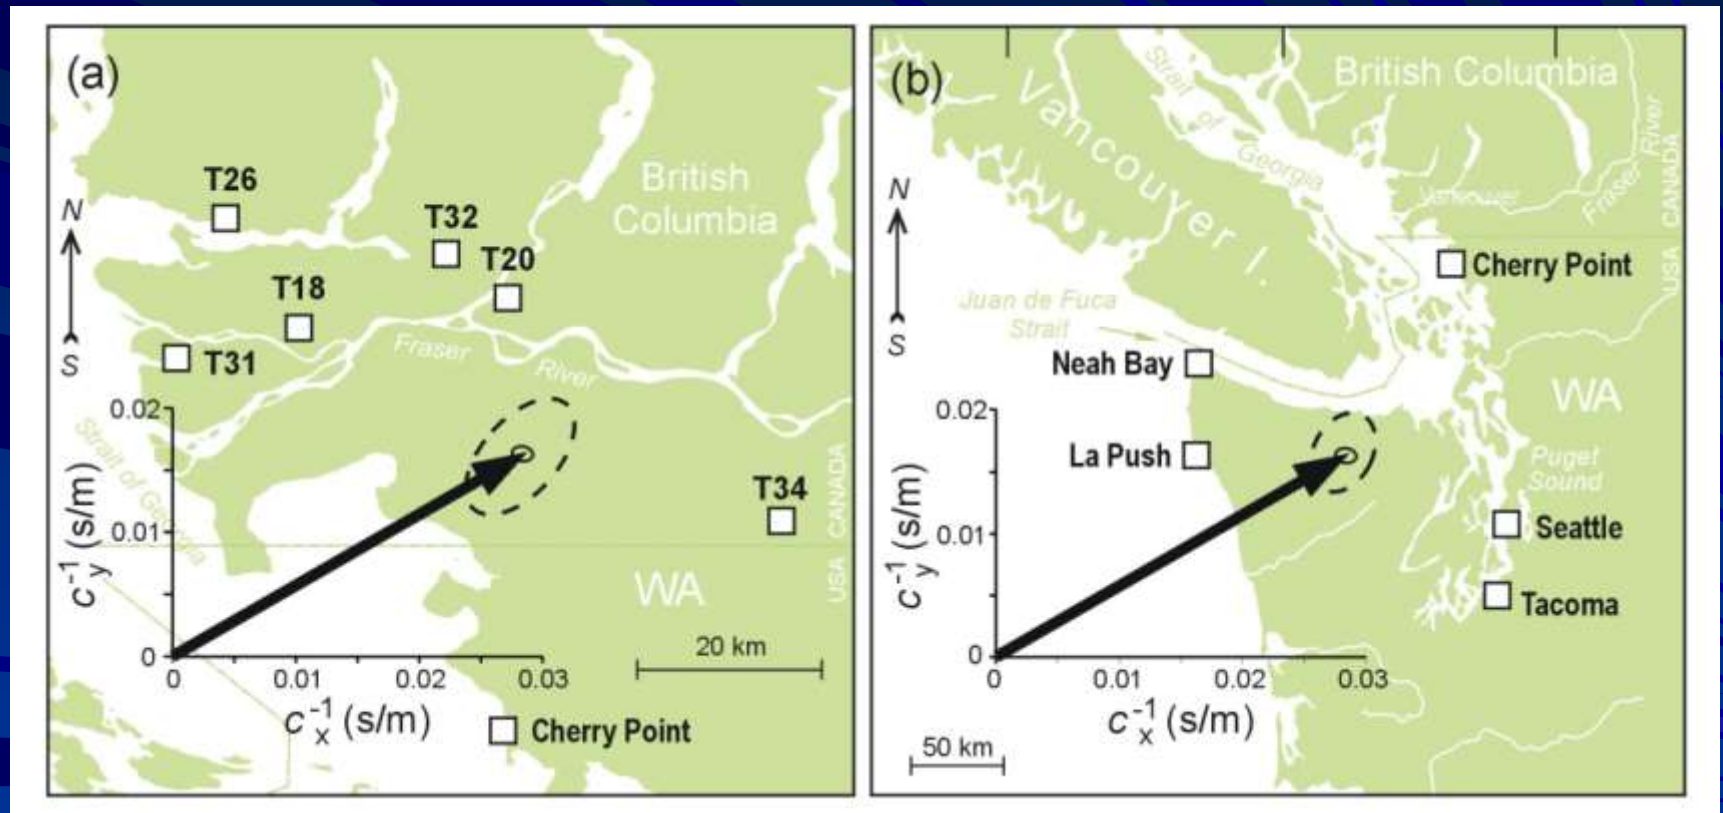 (a)
T26
N
T32
British
Columbia
T20
T18
T31
S
Fraser
River
0.02
Strait of Georgia
T34
0.01
c_y^-1 (s/m)
USA CANADA
WA
20 km
0
0 0.01 0.02 0.03
c_x^-1 (s/m)
Cherry Point
(b)
Strait
of
Georgia
British Columbia
Vancouver I.
River
Fraser
Vancouver
USA CANADA
N
Cherry Point
Juan de Fuca
Strait
S
Neah Bay
WA
0.02
La Push
Puget
Sound
0.01
Seattle
c_y^-1 (s/m)
Tacoma
0
0 0.01 0.02 0.03
c_x^-1 (s/m)
50 km